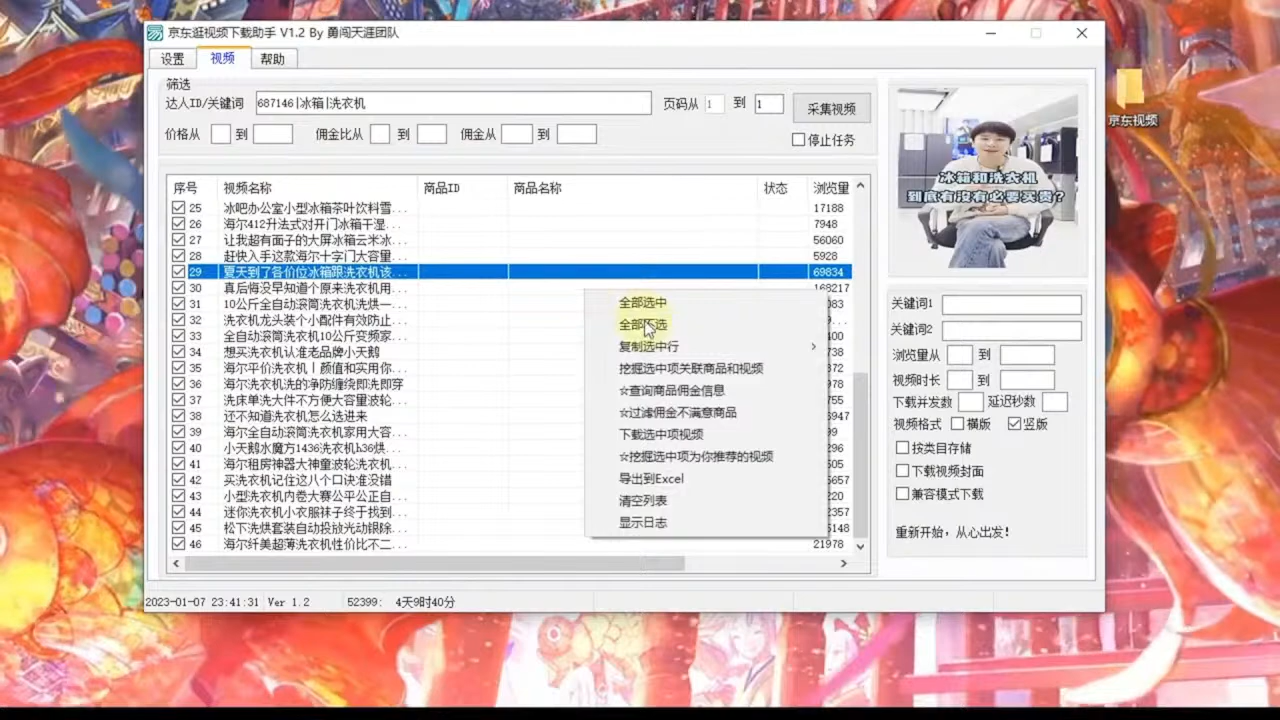 京东逛视频下载助手 V1.2 By 勇闯天涯团队
设置 视频 帮助
筛选
达人ID/关键词 687146|冰箱|洗衣机 页码从 1 到 1 采集视频
价格从 到 佣金比从 到 佣金从 到 停止任务
京东视频
冰箱和洗衣机
到底有没有必要买贵?
序号 视频名称 商品ID 商品名称 状态 浏览量
25 冰吧办公室小型冰箱茶叶饮料雪... 17188
26 海尔412升法式对开门冰箱干湿... 7948
27 让我超有面子的大屏冰箱云米冰... 56060
28 赶快入手这款海尔十字门大容量... 5928
29 夏天到了各价位冰箱跟洗衣机该... 69834
30 真后悔没早知道个原来洗衣机用... 168217
31 10公斤全自动滚筒洗衣机洗烘一... 083
32 洗衣机龙头装个小配件有效防止... 9...
33 全自动滚筒洗衣机10公斤变频家... 400
34 想买洗衣机认准老品牌小天鹅 738
35 海尔平价洗衣机丨颜值和实用你... 372
36 海尔洗衣机洗的净防缠绕即洗即穿 978
37 洗床单洗大件不方便大容量波轮... 755
38 还不知道洗衣机怎么选进来 6947
39 海尔全自动滚筒洗衣机家用大容... 99
40 小天鹅水魔方1436洗衣机h36烘... 296
41 海尔租房神器大神童波轮洗衣机... 505
42 买洗衣机记住这八个口诀准没错 5657
43 小型洗衣机内卷大赛公平公正自... 220
44 迷你洗衣机小衣服袜子终于找到... 2357
45 松下洗烘套装自动投放光动银除... 5148
46 海尔纤美超薄洗衣机性价比不二... 21978
全部选中
全部不选
复制选中行
挖掘选中项关联商品和视频
☆查询商品佣金信息
☆过滤佣金不满意商品
下载选中项视频
☆挖掘选中项为你推荐的视频
导出到Excel
清空列表
显示日志
关键词1
关键词2
浏览量从 到
视频时长 到
下载并发数 延迟秒数
视频格式 横版 竖版
按类目存储
下载视频封面
兼容模式下载
重新开始，从心出发！
2023-01-07 23:41:31 Ver 1.2 52399: 4天9时40分